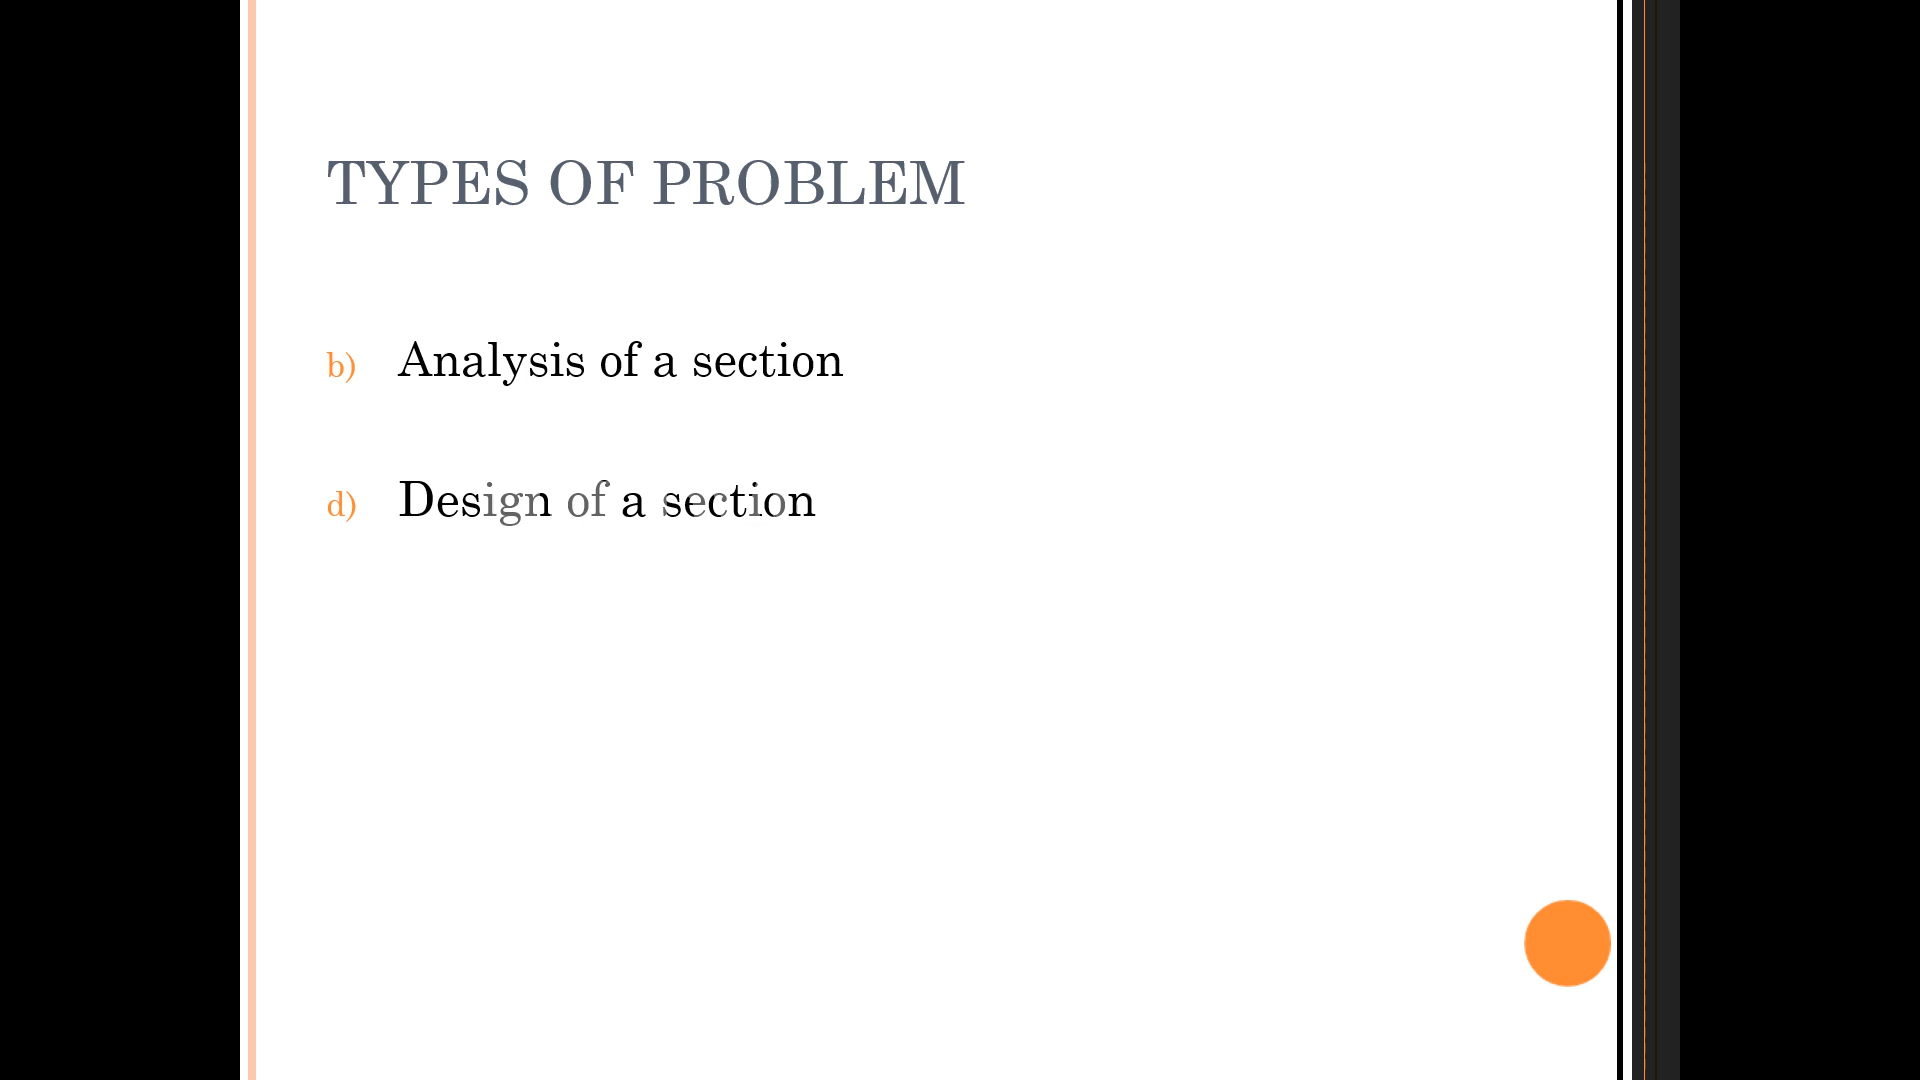 TYPES OF PROBLEM
b) Analysis of a section
d) Design of a section